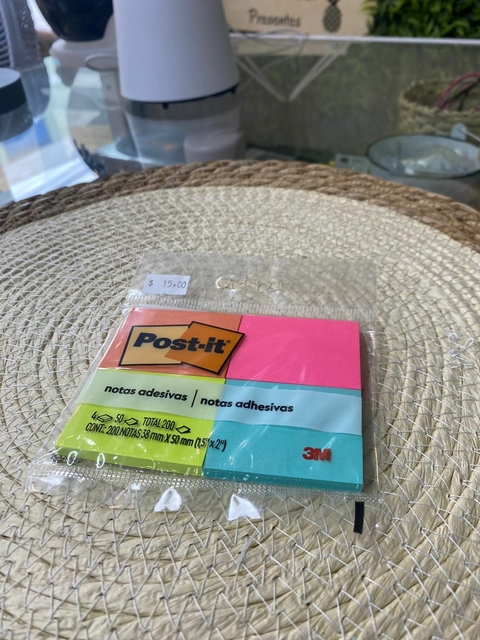 Presentes
$ 15.00
Post-it
notas adesivas | notas adhesivas
4 50 TOTAL 200
CONT.: 200 NOTAS 38 mm X 50 mm (1,5" x 2")
3M